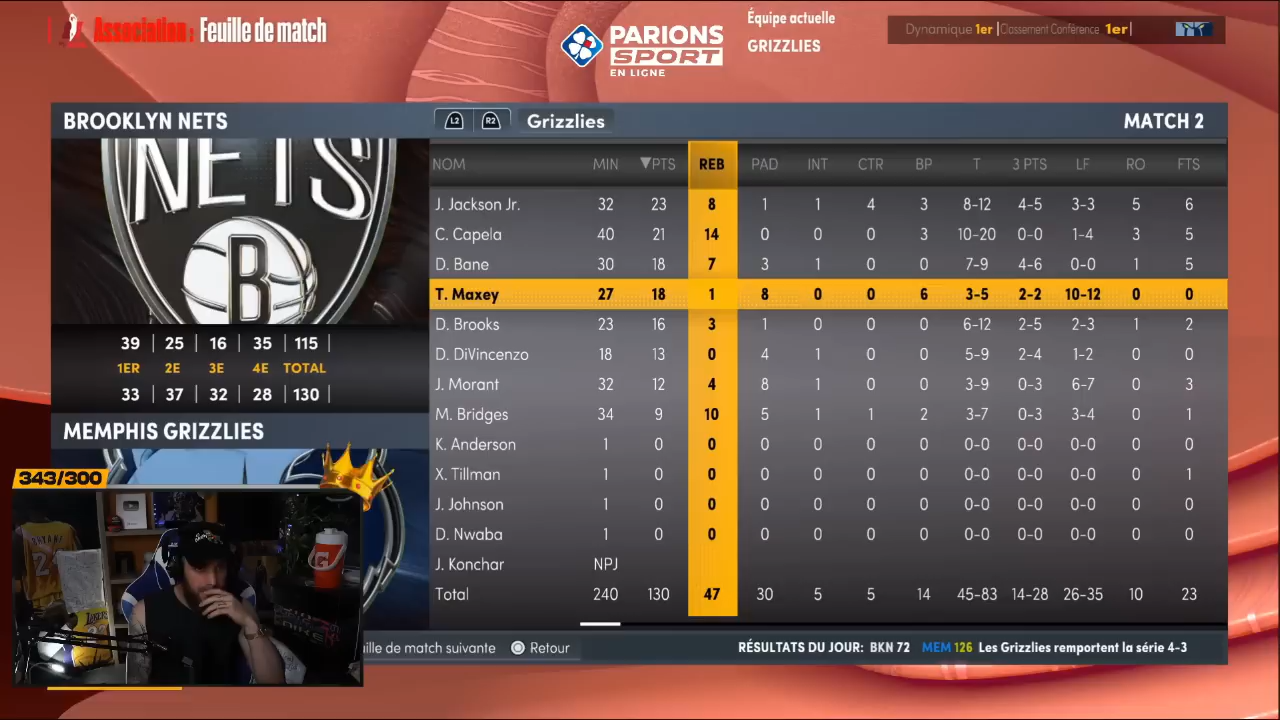 Association : Feuille de match
PARIONS
SPORT
EN LIGNE
Équipe actuelle
GRIZZLIES
Dynamique 1er | Classement Conférence 1er |
BROOKLYN NETS
L2 R2 Grizzlies
MATCH 2
NETS
B
39 | 25 | 16 | 35 | 115 |
1ER 2E 3E 4E TOTAL
33 | 37 | 32 | 28 | 130 |
MEMPHIS GRIZZLIES
NOM MIN ▼PTS REB PAD INT CTR BP T 3 PTS LF RO FTS
J. Jackson Jr. 32 23 8 1 1 4 3 8-12 4-5 3-3 5 6
C. Capela 40 21 14 0 0 0 3 10-20 0-0 1-4 3 5
D. Bane 30 18 7 3 1 0 0 7-9 4-6 0-0 1 5
T. Maxey 27 18 1 8 0 0 6 3-5 2-2 10-12 0 0
D. Brooks 23 16 3 1 0 0 0 6-12 2-5 2-3 1 2
D. DiVincenzo 18 13 0 4 1 0 0 5-9 2-4 1-2 0 0
J. Morant 32 12 4 8 1 0 0 3-9 0-3 6-7 0 3
M. Bridges 34 9 10 5 1 1 2 3-7 0-3 3-4 0 1
K. Anderson 1 0 0 0 0 0 0 0-0 0-0 0-0 0 0
X. Tillman 1 0 0 0 0 0 0 0-0 0-0 0-0 0 1
J. Johnson 1 0 0 0 0 0 0 0-0 0-0 0-0 0 0
D. Nwaba 1 0 0 0 0 0 0 0-0 0-0 0-0 0 0
J. Konchar NPJ
Total 240 130 47 30 5 5 14 45-83 14-28 26-35 10 23
343/300
ille de match suivante Retour
RÉSULTATS DU JOUR: BKN 72 MEM 126 Les Grizzlies remportent la série 4-3